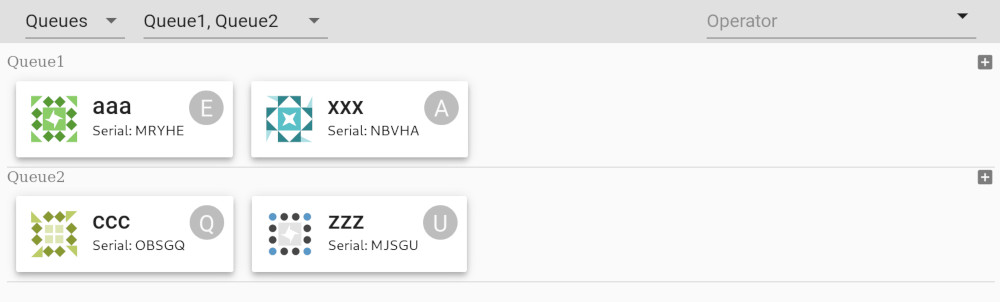 Queues Queue1, Queue2 Operator
Queue1
aaa E xxx A
Serial: MRYHE Serial: NBVHA
Queue2
ccc Q zzz U
Serial: OBSGQ Serial: MJSGU